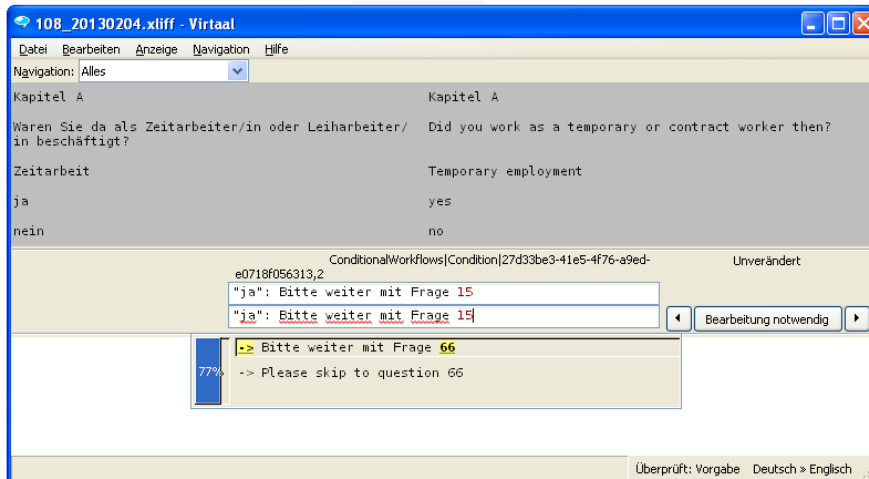 108_20130204.xliff - Virtaal
Datei Bearbeiten Anzeige Navigation Hilfe
Navigation: Alles
Kapitel A Kapitel A
Waren Sie da als Zeitarbeiter/in oder Leiharbeiter/ Did you work as a temporary or contract worker then?
in beschäftigt?
Zeitarbeit Temporary employment
ja yes
nein no
ConditionalWorkflows|Condition|27d33be3-41e5-4f76-a9ed- Unverändert
e0718f056313,2
"ja": Bitte weiter mit Frage 15
"ja": Bitte weiter mit Frage 15
Bearbeitung notwendig
-> Bitte weiter mit Frage 66
77%
-> Please skip to question 66
Überprüft: Vorgabe Deutsch » Englisch